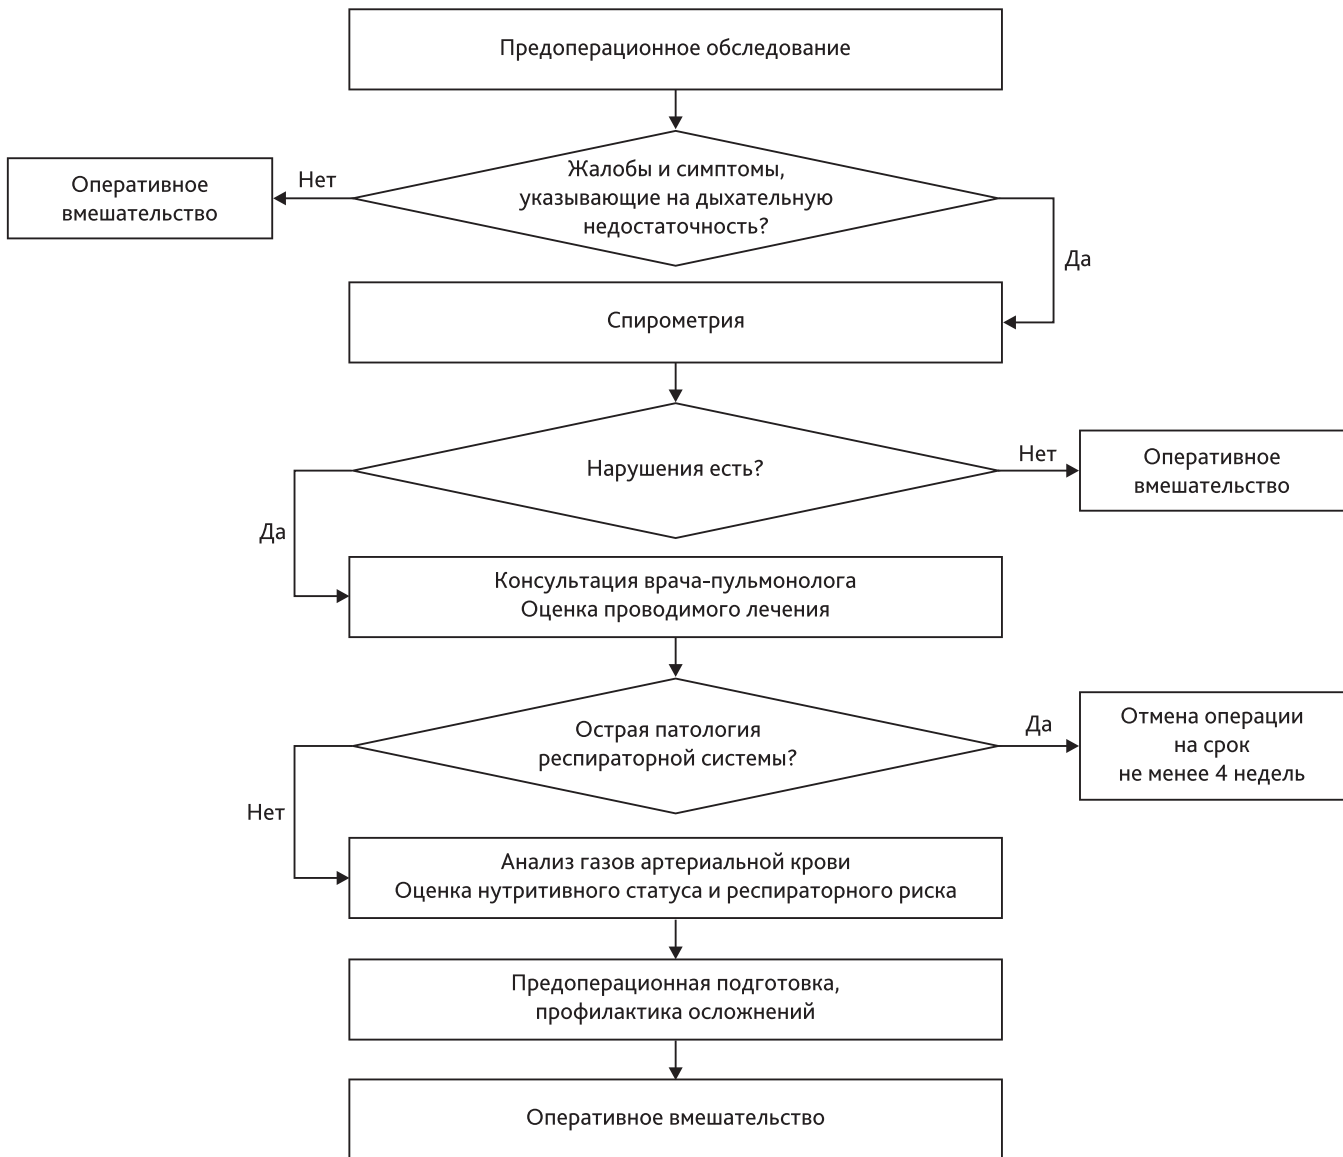 Предоперационное обследование
Жалобы и симптомы,
указывающие на дыхательную
недостаточность?
Нет
Оперативное
вмешательство
Да
Спирометрия
Нарушения есть?
Нет
Оперативное
вмешательство
Да
Консультация врача-пульмонолога
Оценка проводимого лечения
Острая патология
респираторной системы?
Да
Отмена операции
на срок
не менее 4 недель
Нет
Анализ газов артериальной крови
Оценка нутритивного статуса и респираторного риска
Предоперационная подготовка,
профилактика осложнений
Оперативное вмешательство